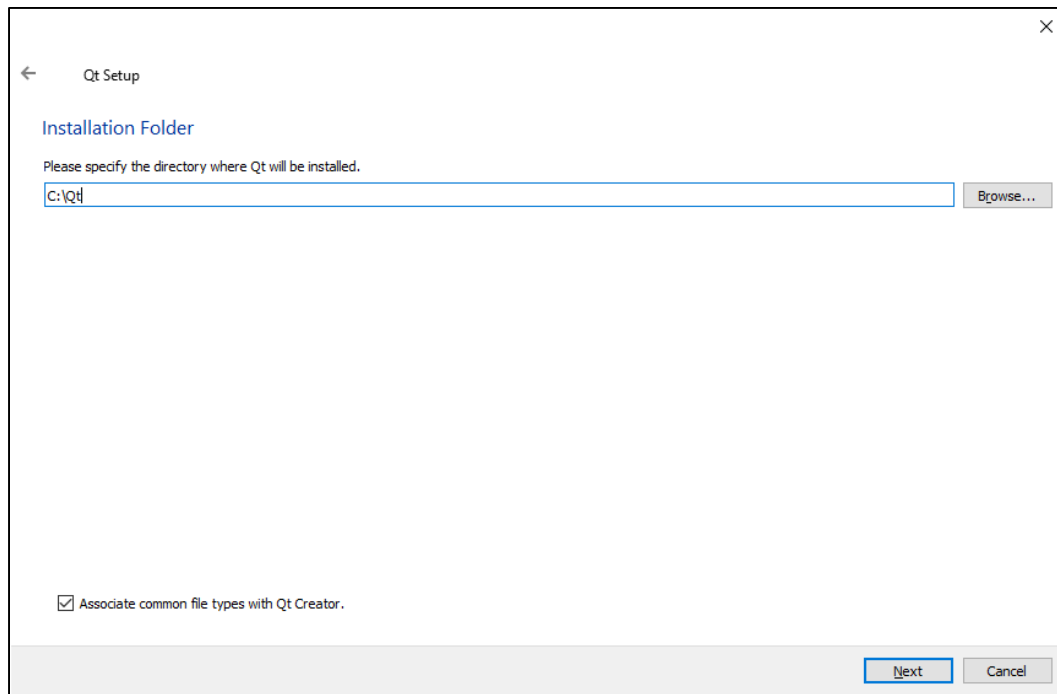 Qt Setup
Installation Folder
Please specify the directory where Qt will be installed.
C:\Qt
Browse...
Associate common file types with Qt Creator.
Next
Cancel